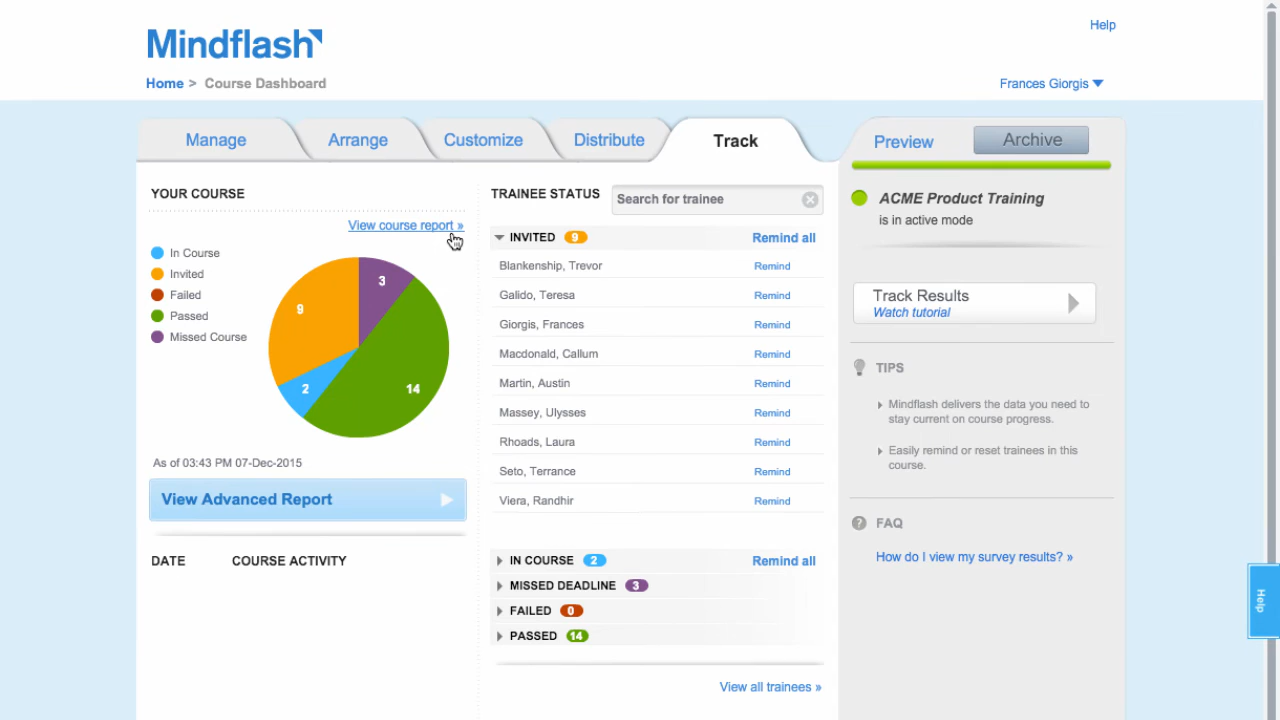 Mindflash
Help
Home > Course Dashboard
Frances Giorgis
Manage
Arrange
Customize
Distribute
Track
Preview
Archive
YOUR COURSE
View course report »
In Course
Invited
Failed
Passed
Missed Course
3
9
2
14
As of 03:43 PM 07-Dec-2015
View Advanced Report
DATE COURSE ACTIVITY
TRAINEE STATUS
Search for trainee
INVITED 9 Remind all
Blankenship, Trevor Remind
Galido, Teresa Remind
Giorgis, Frances Remind
Macdonald, Callum Remind
Martin, Austin Remind
Massey, Ulysses Remind
Rhoads, Laura Remind
Seto, Terrance Remind
Viera, Randhir Remind
IN COURSE 2 Remind all
MISSED DEADLINE 3
FAILED 0
PASSED 14
View all trainees »
ACME Product Training
is in active mode
Track Results
Watch tutorial
TIPS
Mindflash delivers the data you need to
stay current on course progress.
Easily remind or reset trainees in this
course.
? FAQ
How do I view my survey results? »
Help